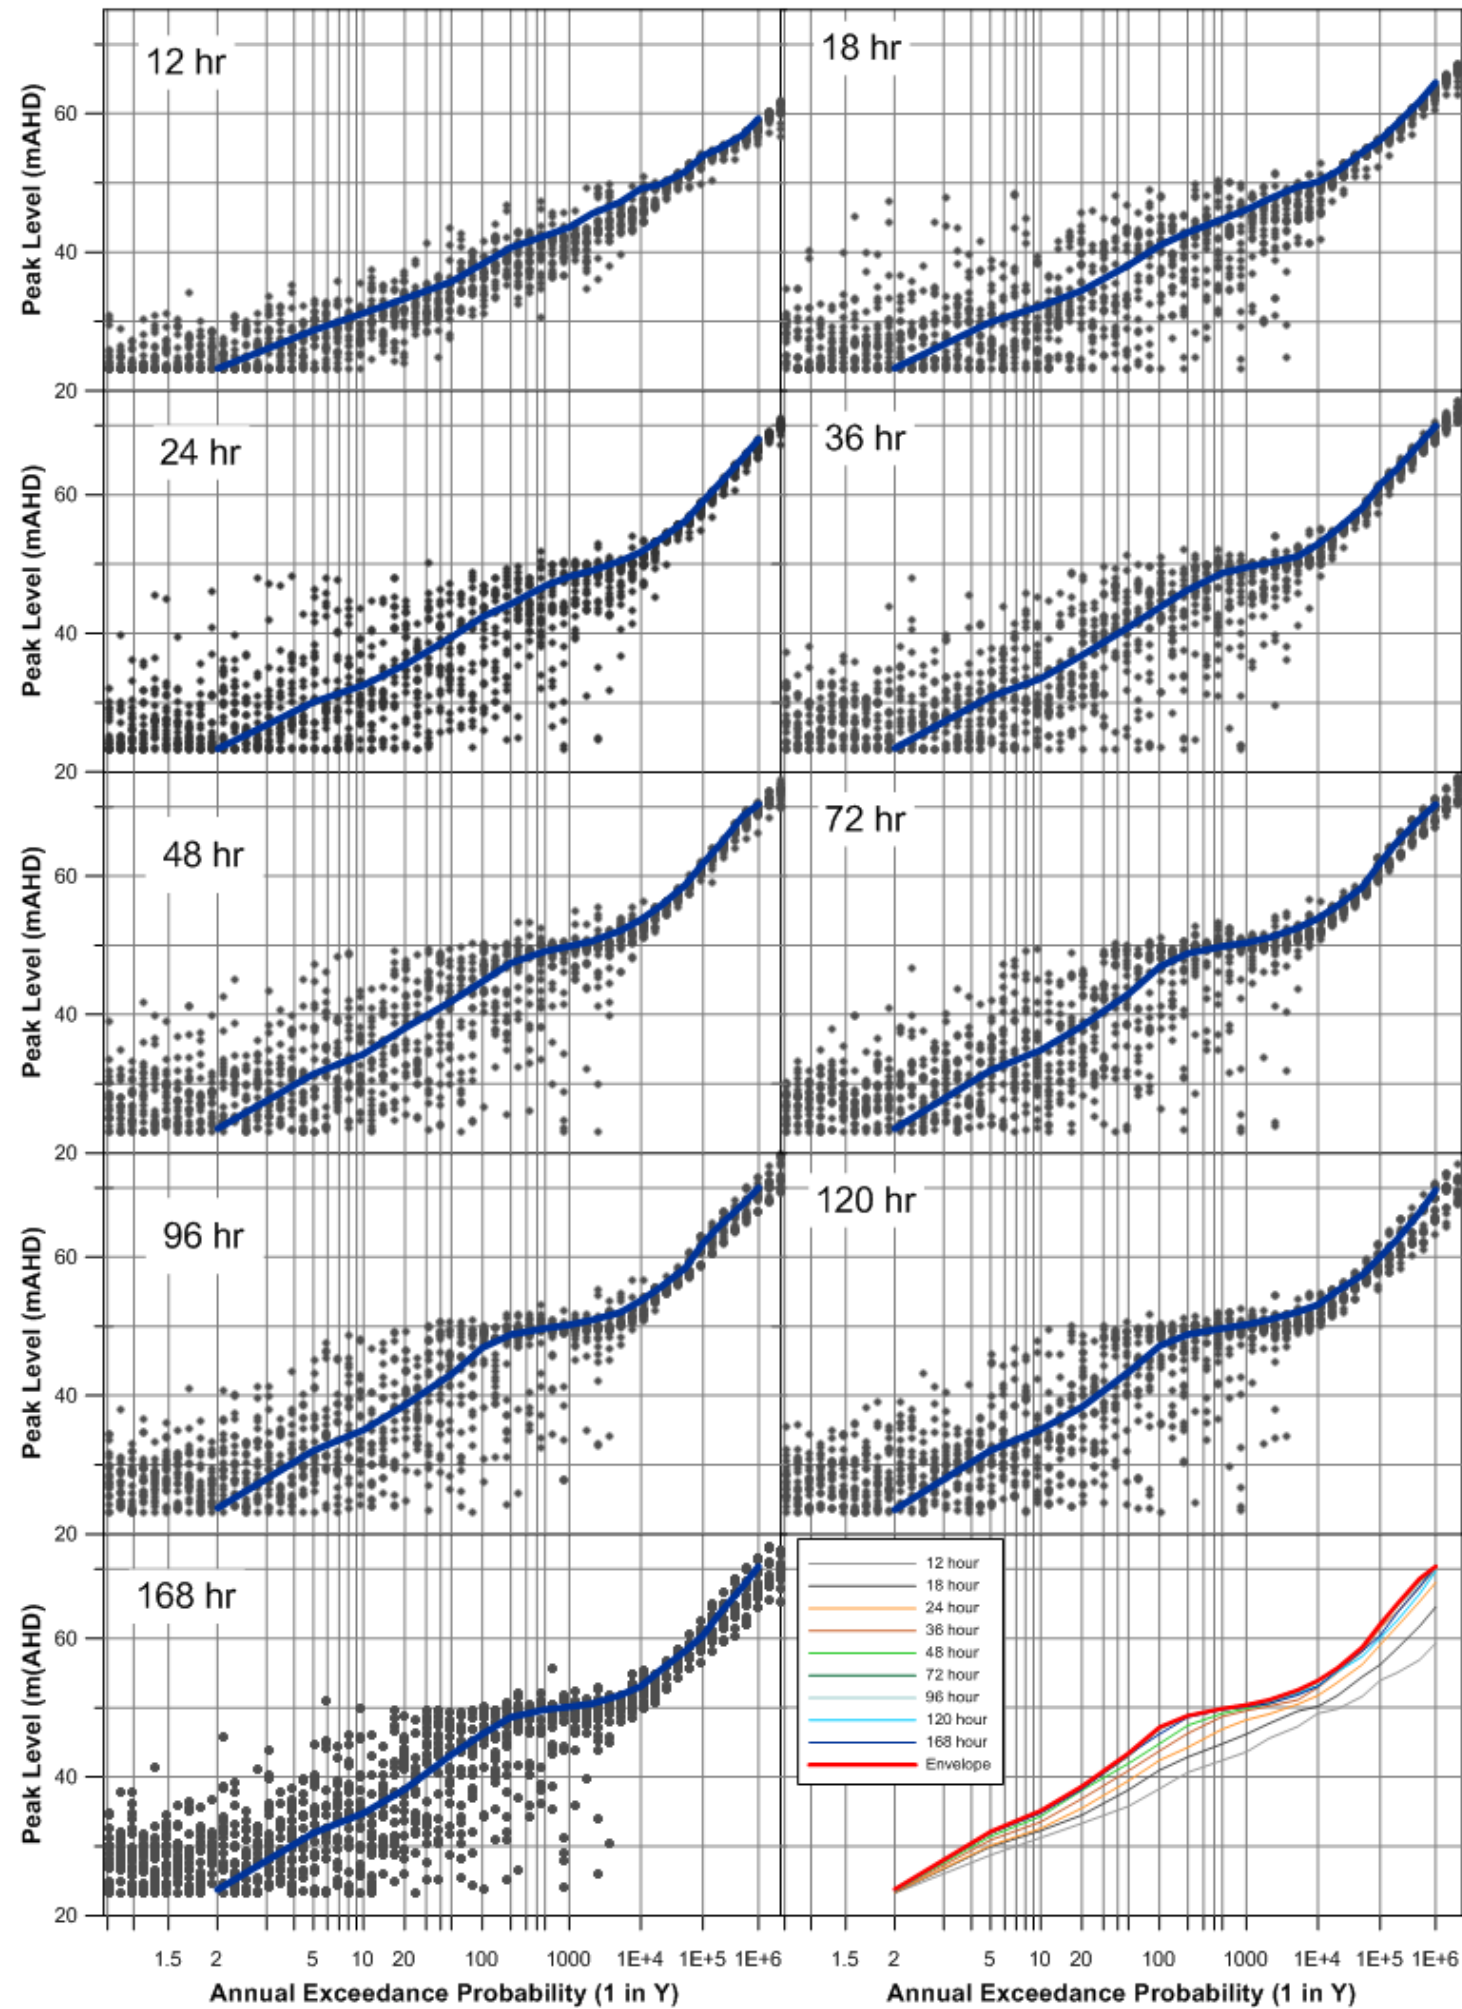 12 hr
18 hr
Peak Level (mAHD)
60
40
20
24 hr
36 hr
Peak Level (mAHD)
60
40
20
48 hr
72 hr
Peak Level (mAHD)
60
40
20
96 hr
120 hr
Peak Level (mAHD)
60
40
20
168 hr
Peak Level (m(AHD)
60
40
20
12 hour
18 hour
24 hour
36 hour
48 hour
72 hour
96 hour
120 hour
168 hour
Envelope
1.5 2 5 10 20 100 1000 1E+4 1E+5 1E+6
1.5 2 5 10 20 100 1000 1E+4 1E+5 1E+6
Annual Exceedance Probability (1 in Y)
Annual Exceedance Probability (1 in Y)